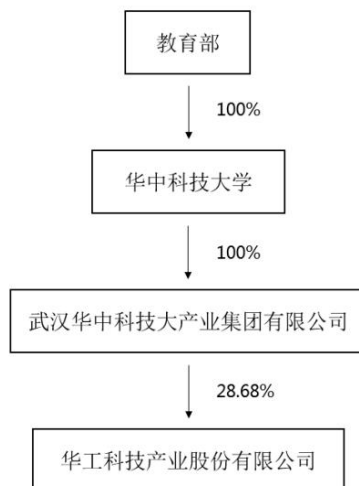 教育部
100%
华中科技大学
100%
武汉华中科技大产业集团有限公司
28.68%
华工科技产业股份有限公司